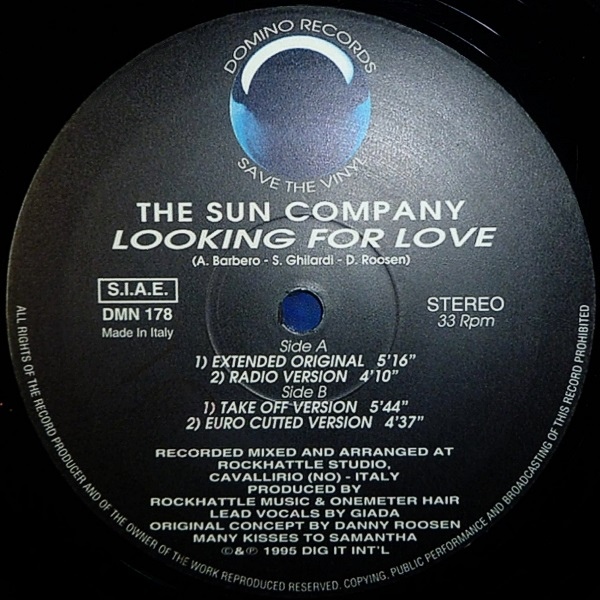 DOMINO RECORDS
SAVE THE VINYL
THE SUN COMPANY
LOOKING FOR LOVE
(A. Barbero - S. Ghilardi - D. Roosen)
S.I.A.E.
DMN 178
Made in Italy
STEREO
33 Rpm
Side A
1) EXTENDED ORIGINAL 5'16"
2) RADIO VERSION 4'10"
Side B
1) TAKE OFF VERSION 5'44"
2) EURO CUTTED VERSION 4'37"
RECORDED MIXED AND ARRANGED AT
ROCKHATTLE STUDIO,
CAVALLIRIO (NO) - ITALY
PRODUCED BY
ROCKHATTLE MUSIC & ONEMETER HAIR
LEAD VOCALS BY GIADA
ORIGINAL CONCEPT BY DANNY ROOSEN
MANY KISSES TO SAMANTHA
©&℗ 1995 DIG IT INT'L
ALL RIGHTS OF THE RECORD PRODUCER AND OF THE OWNER OF THE WORK REPRODUCED RESERVED. COPYING, PUBLIC PERFORMANCE AND BROADCASTING OF THIS RECORD PROHIBITED